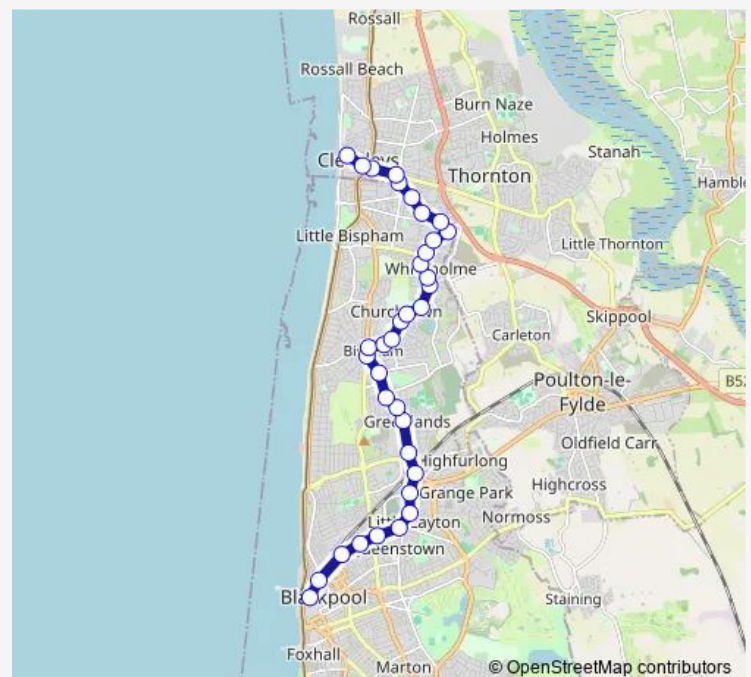 Rossall
Rossall Beach
Burn Naze
Holmes
Stanah
Thornton
Hamble
Little Bispham
Little Thornton
Skippool
Carleton
Poulton-le-
Fylde
B52
Oldfield Carr
Highfurlong
Grange Park
Highcross
Normoss
Staining
Foxhall
Marton
© OpenStreetMap contributors